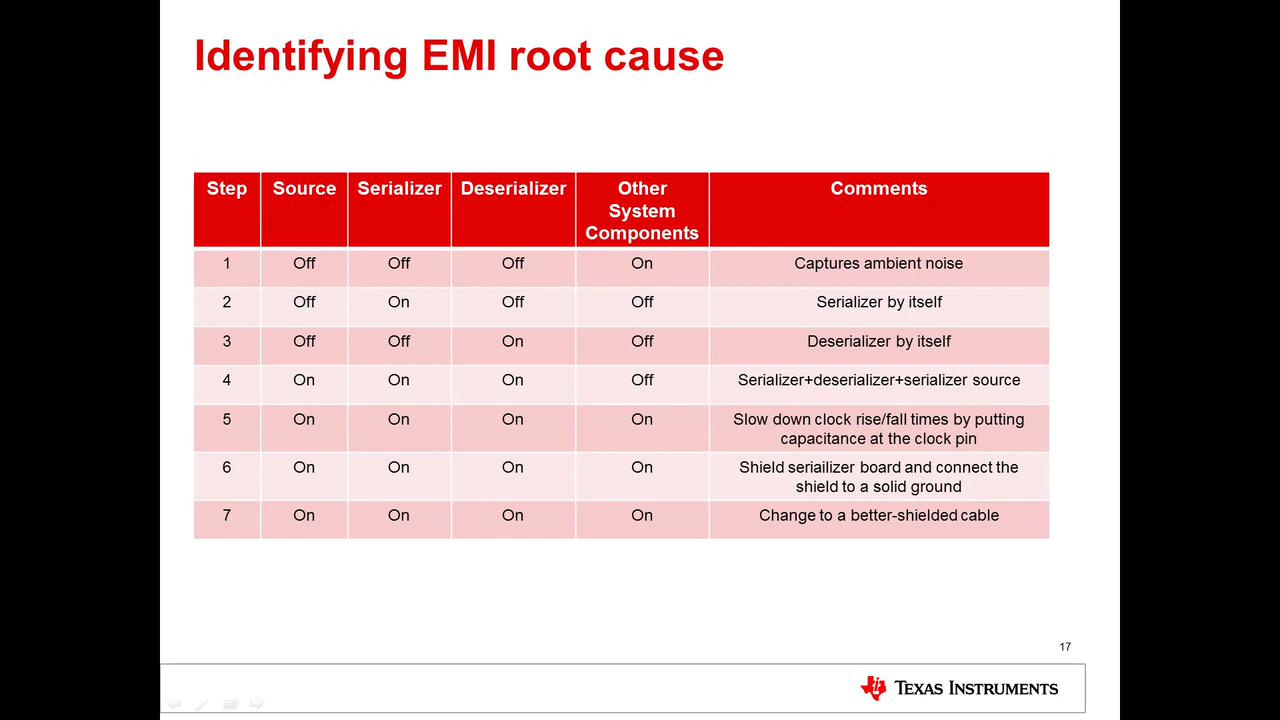 Identifying EMI root cause
Step Source Serializer Deserializer Other System Components Comments
1 Off Off Off On Captures ambient noise
2 Off On Off Off Serializer by itself
3 Off Off On Off Deserializer by itself
4 On On On Off Serializer+deserializer+serializer source
5 On On On On Slow down clock rise/fall times by putting
capacitance at the clock pin
6 On On On On Shield seriailizer board and connect the
shield to a solid ground
7 On On On On Change to a better-shielded cable
17
TEXAS INSTRUMENTS